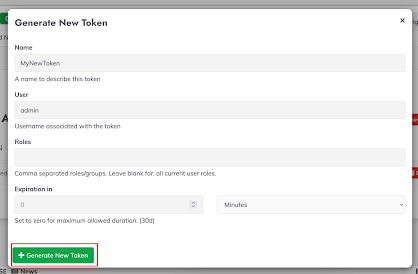 Generate New Token
×
Name
MyNewToken
A name to describe this token
User
admin
Username associated with the token
Roles
Comma separated roles/groups. Leave blank for: all current user roles.
Expiration in
0
Minutes
Set to zero for maximum allowed duration. (30d)
+ Generate New Token
News